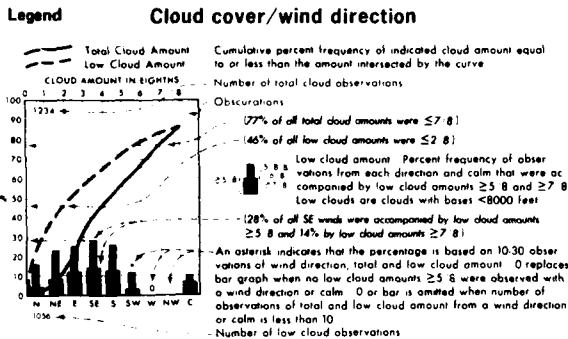 Legend
Cloud cover/wind direction
Total Cloud Amount
Low Cloud Amount
CLOUD AMOUNT IN EIGHTHS
0 1 2 3 4 5 6 7 8
Cumulative percent frequency of indicated cloud amount equal
to or less than the amount intersected by the curve
Number of total cloud observations
Obscurations
100
90
80
70
60
50
40
30
20
10
0
1234
(77% of all total cloud amounts were ≤7/8)
(46% of all low cloud amounts were ≤2/8)
≥5/8
Low cloud amount Percent frequency of obser
vations from each direction and calm that were ac
companied by low cloud amounts ≥5/8 and ≥7/8
Low clouds are clouds with bases <8000 feet
(28% of all SE winds were accompanied by low cloud amounts
≥5/8 and 14% by low cloud amounts ≥7/8)
An asterisk indicates that the percentage is based on 10-30 obser
vations of wind direction, total and low cloud amount 0 replaces
bar graph when no low cloud amounts ≥5/8 were observed with
a wind direction or calm 0 or bar is omitted when number of
observations of total and low cloud amount from a wind direction
or calm is less than 10
N NE E SE S SW W NW C
1056
Number of low cloud observations